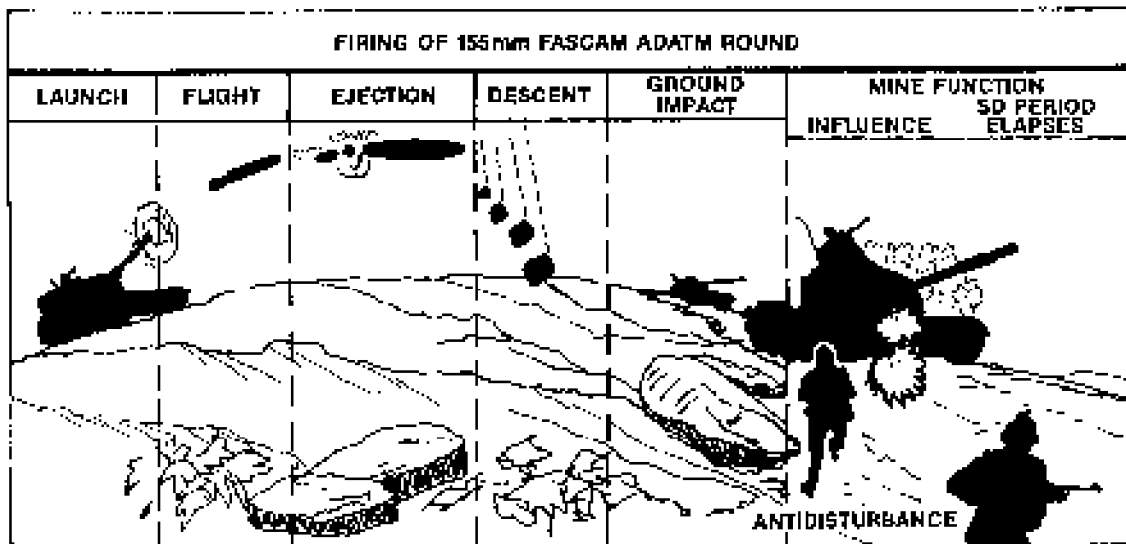 FIRING OF 155mm FASCAM ADATM ROUND
LAUNCH
FLIGHT
EJECTION
DESCENT
GROUND
IMPACT
MINE FUNCTION
INFLUENCE
SD PERIOD
ELAPSES
ANTIDISTURBANCE